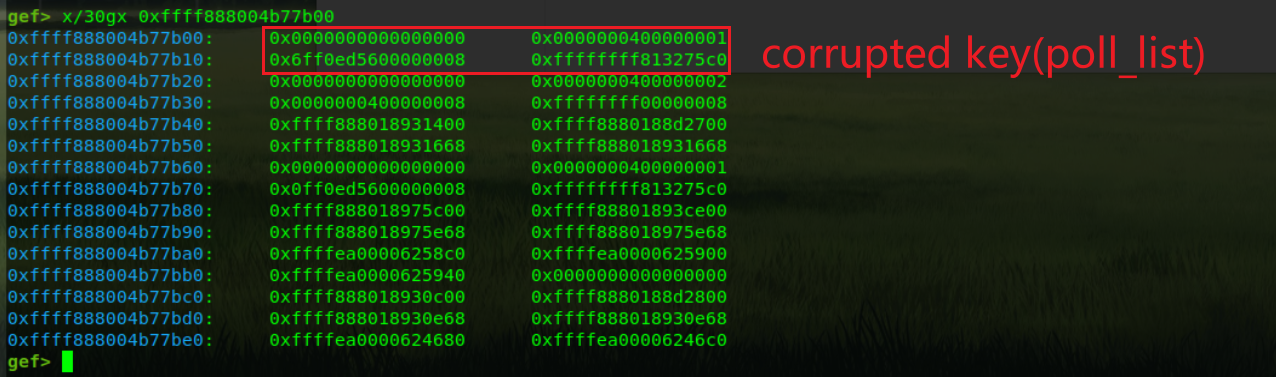 gef> x/30gx 0xffff888004b77b00
0xffff888004b77b00: 0x0000000000000000 0x0000000400000001
0xffff888004b77b10: 0x6ff0ed5600000008 0xffffffff813275c0
0xffff888004b77b20: 0x0000000000000000 0x0000000400000002
0xffff888004b77b30: 0x0000000400000008 0xffffffff00000008
0xffff888004b77b40: 0xffff888018931400 0xffff8880188d2700
0xffff888004b77b50: 0xffff888018931668 0xffff888018931668
0xffff888004b77b60: 0x0000000000000000 0x0000000400000001
0xffff888004b77b70: 0x0ff0ed5600000008 0xffffffff813275c0
0xffff888004b77b80: 0xffff888018975c00 0xffff88801893ce00
0xffff888004b77b90: 0xffff888018975e68 0xffff888018975e68
0xffff888004b77ba0: 0xffffea00006258c0 0xffffea0000625900
0xffff888004b77bb0: 0xffffea0000625940 0x0000000000000000
0xffff888004b77bc0: 0xffff888018930c00 0xffff8880188d2800
0xffff888004b77bd0: 0xffff888018930e68 0xffff888018930e68
0xffff888004b77be0: 0xffffea0000624680 0xffffea00006246c0
gef>
corrupted key(poll_list)